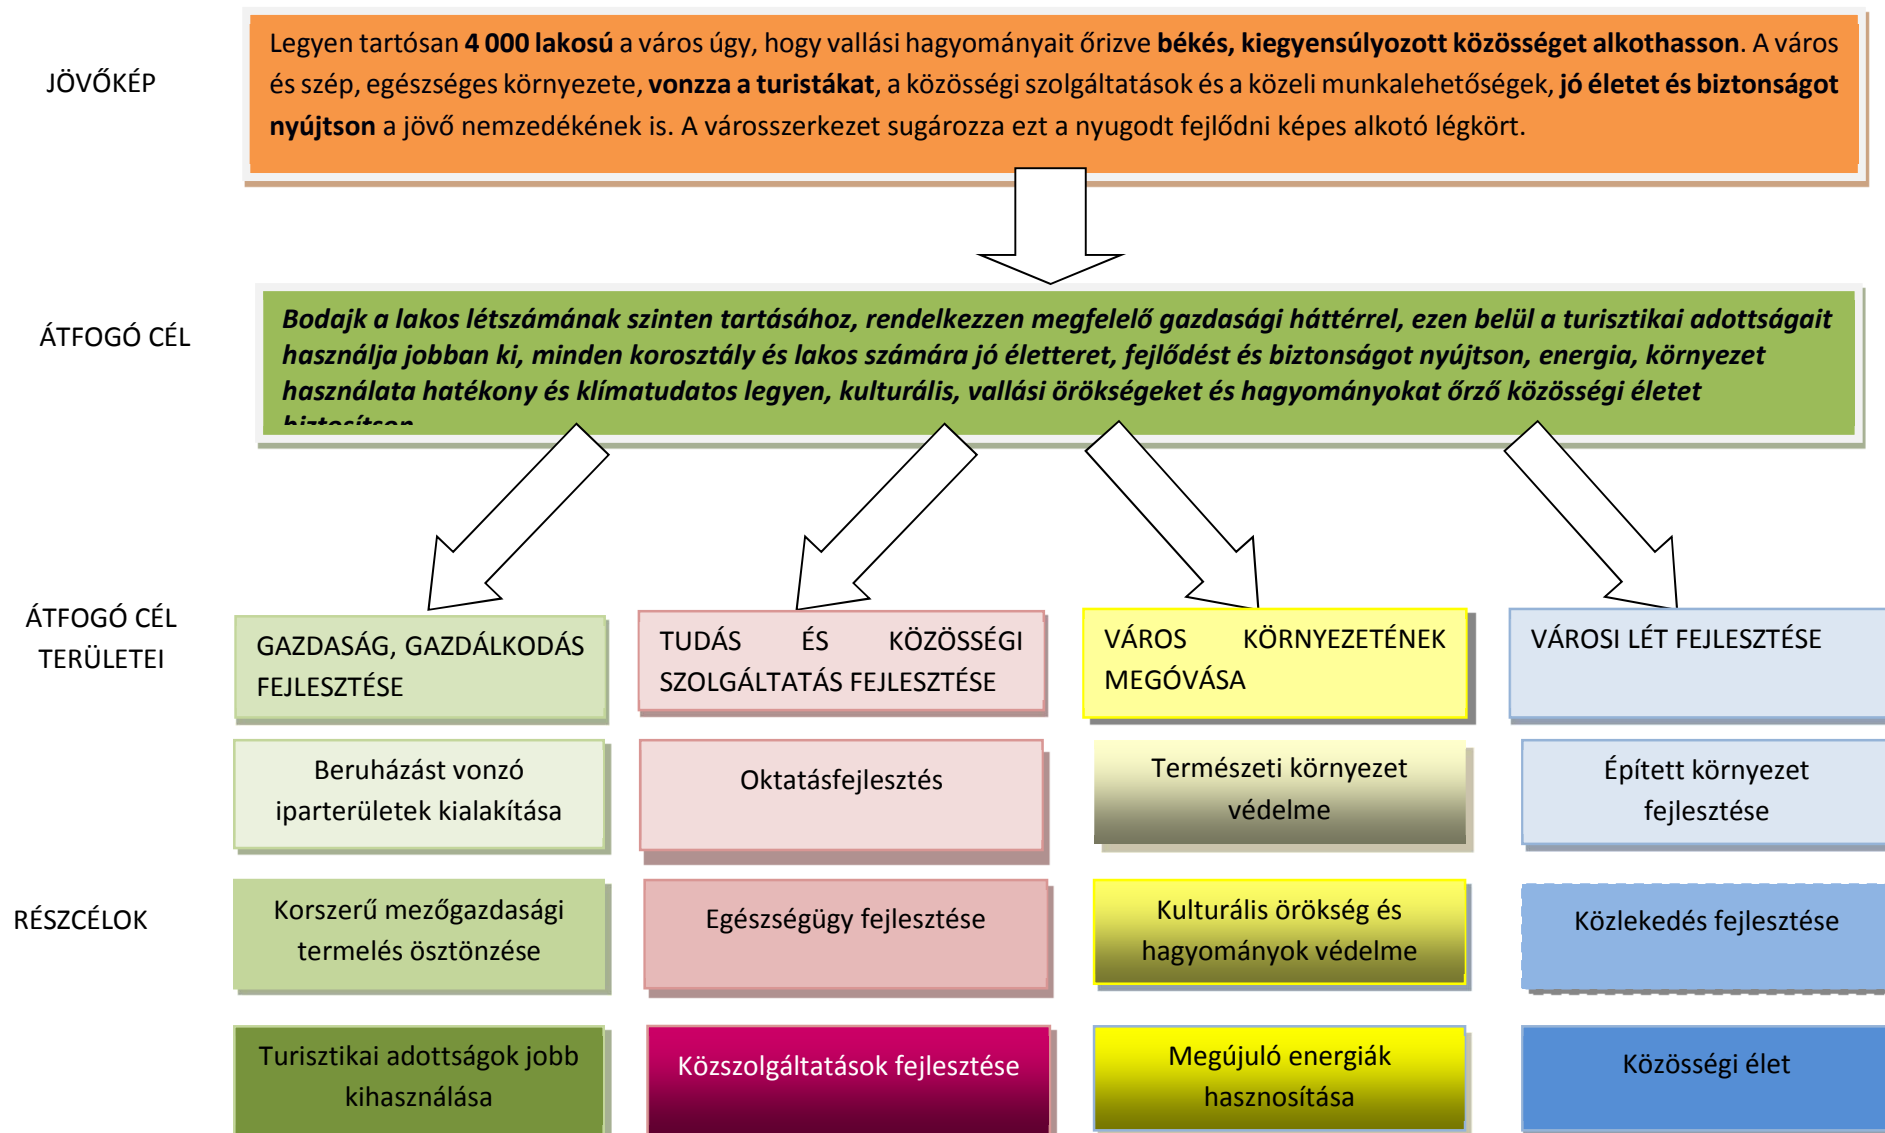 JÖVŐKÉP
Legyen tartósan 4 000 lakosú a város úgy, hogy vallási hagyományait őrizve békés, kiegyensúlyozott közösséget alkothasson. A város
és szép, egészséges környezete, vonzza a turistákat, a közösségi szolgáltatások és a közeli munkalehetőségek, jó életet és biztonságot
nyújtson a jövő nemzedékének is. A városszerkezet sugározza ezt a nyugodt fejlődni képes alkotó légkört.
ÁTFOGÓ CÉL
Bodajk a lakos létszámának szinten tartásához, rendelkezzen megfelelő gazdasági háttérrel, ezen belül a turisztikai adottságait
használja jobban ki, minden korosztály és lakos számára jó életteret, fejlődést és biztonságot nyújtson, energia, környezet
használata hatékony és klímatudatos legyen, kulturális, vallási örökségeket és hagyományokat őrző közösségi életet
biztosítson
ÁTFOGÓ CÉL
TERÜLETEI
GAZDASÁG, GAZDÁLKODÁS
FEJLESZTÉSE
TUDÁS ÉS KÖZÖSSÉGI
SZOLGÁLTATÁS FEJLESZTÉSE
VÁROS KÖRNYEZETÉNEK
MEGÓVÁSA
VÁROSI LÉT FEJLESZTÉSE
RÉSZCÉLOK
Beruházást vonzó
iparterületek kialakítása
Oktatásfejlesztés
Természeti környezet
védelme
Épített környezet
fejlesztése
Korszerű mezőgazdasági
termelés ösztönzése
Egészségügy fejlesztése
Kulturális örökség és
hagyományok védelme
Közlekedés fejlesztése
Turisztikai adottságok jobb
kihasználása
Közszolgáltatások fejlesztése
Megújuló energiák
hasznosítása
Közösségi élet